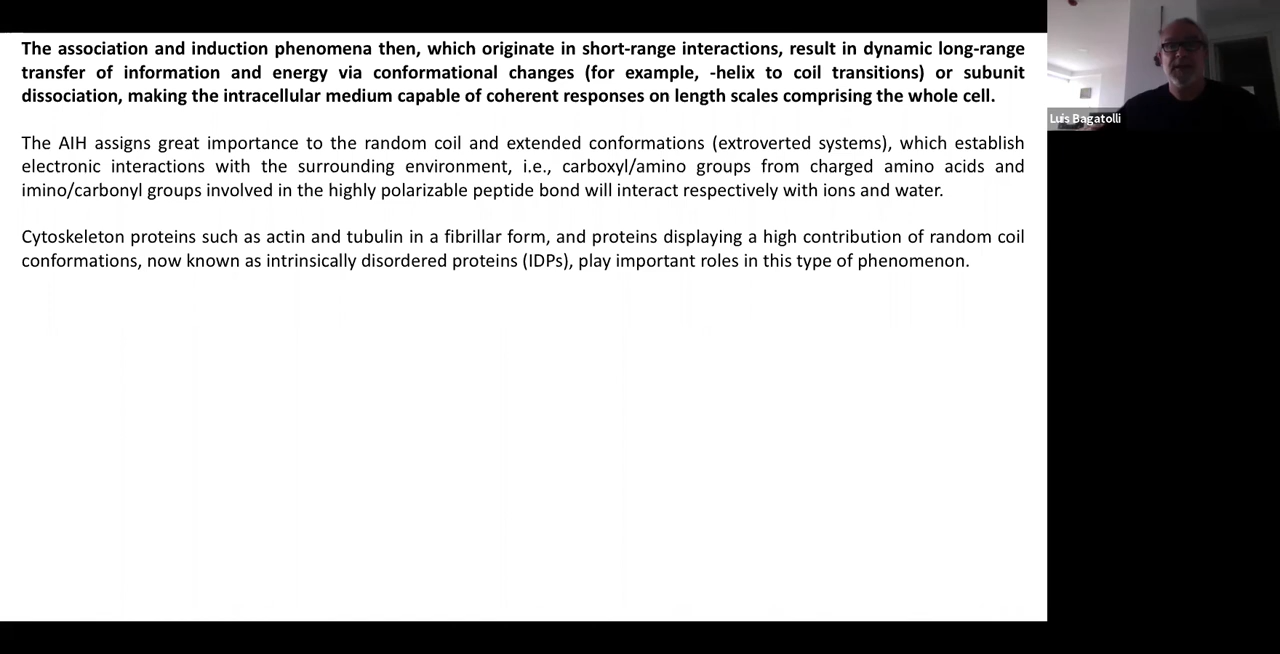 The association and induction phenomena then, which originate in short-range interactions, result in dynamic long-range
transfer of information and energy via conformational changes (for example, -helix to coil transitions) or subunit
dissociation, making the intracellular medium capable of coherent responses on length scales comprising the whole cell.
The AIH assigns great importance to the random coil and extended conformations (extroverted systems), which establish
electronic interactions with the surrounding environment, i.e., carboxyl/amino groups from charged amino acids and
imino/carbonyl groups involved in the highly polarizable peptide bond will interact respectively with ions and water.
Cytoskeleton proteins such as actin and tubulin in a fibrillar form, and proteins displaying a high contribution of random coil
conformations, now known as intrinsically disordered proteins (IDPs), play important roles in this type of phenomenon.
Luis Bagatolli